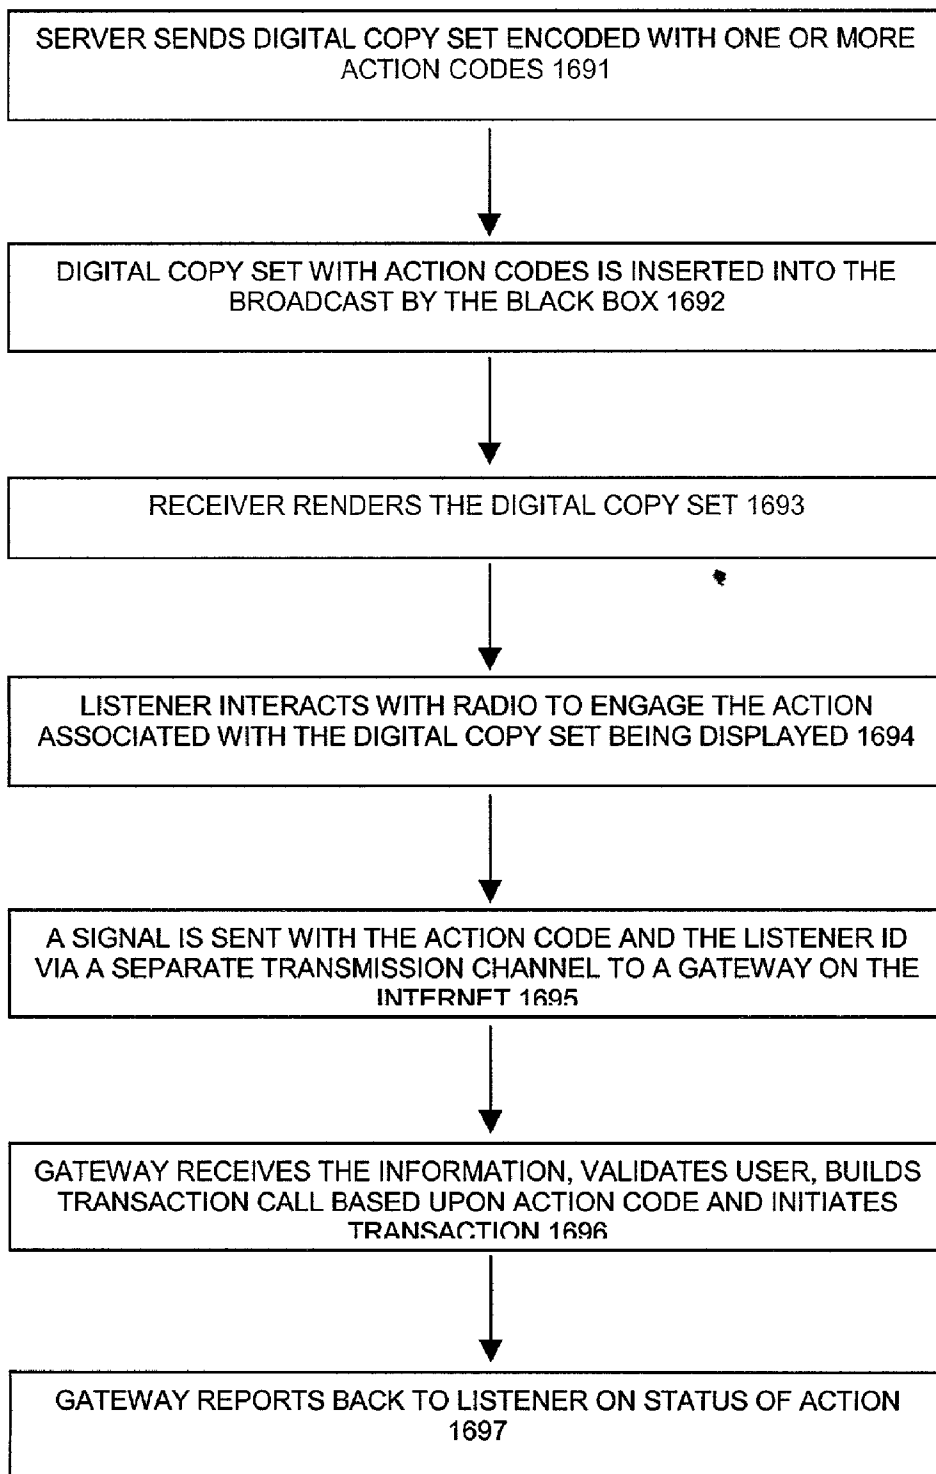 SERVER SENDS DIGITAL COPY SET ENCODED WITH ONE OR MORE
ACTION CODES 1691
DIGITAL COPY SET WITH ACTION CODES IS INSERTED INTO THE
BROADCAST BY THE BLACK BOX 1692
RECEIVER RENDERS THE DIGITAL COPY SET 1693
LISTENER INTERACTS WITH RADIO TO ENGAGE THE ACTION
ASSOCIATED WITH THE DIGITAL COPY SET BEING DISPLAYED 1694
A SIGNAL IS SENT WITH THE ACTION CODE AND THE LISTENER ID
VIA A SEPARATE TRANSMISSION CHANNEL TO A GATEWAY ON THE
INTERNET 1695
GATEWAY RECEIVES THE INFORMATION, VALIDATES USER, BUILDS
TRANSACTION CALL BASED UPON ACTION CODE AND INITIATES
TRANSACTION 1696
GATEWAY REPORTS BACK TO LISTENER ON STATUS OF ACTION
1697